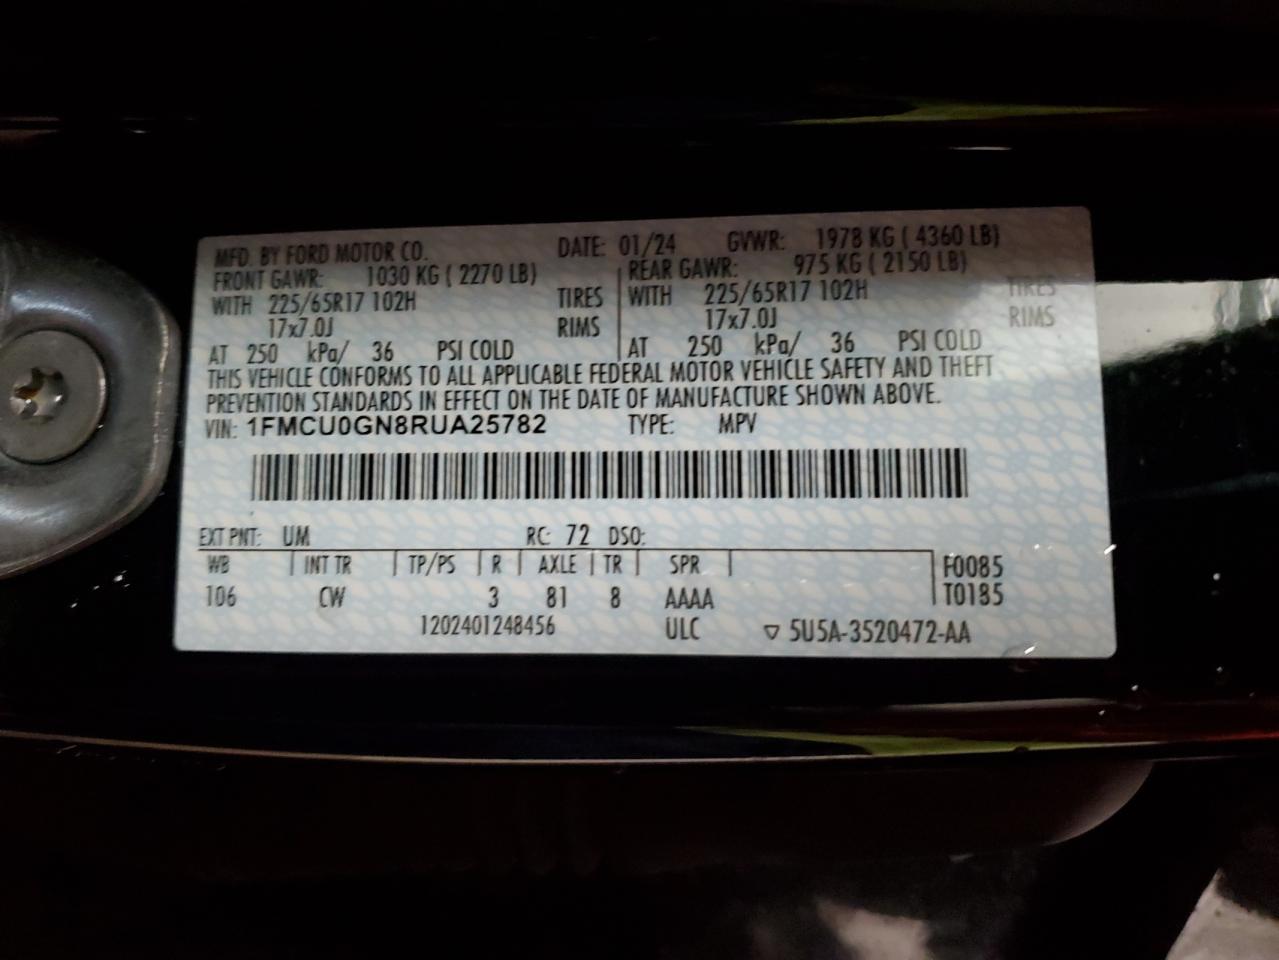 MFD. BY FORD MOTOR CO. DATE: 01/24 GVWR: 1978 KG ( 4360 LB)
FRONT GAWR: 1030 KG ( 2270 LB) REAR GAWR: 975 KG ( 2150 LB)
WITH 225/65R17 102H TIRES WITH 225/65R17 102H TIRES
17x7.0J RIMS 17x7.0J RIMS
AT 250 kPa/ 36 PSI COLD AT 250 kPa/ 36 PSI COLD
THIS VEHICLE CONFORMS TO ALL APPLICABLE FEDERAL MOTOR VEHICLE SAFETY AND THEFT
PREVENTION STANDARDS IN EFFECT ON THE DATE OF MANUFACTURE SHOWN ABOVE.
VIN: 1FMCU0GN8RUA25782 TYPE: MPV
EXT PNT: UM RC: 72 DSO:
WB INT TR TP/PS R AXLE TR SPR F0085
106 CW 3 81 8 AAAA T0185
1202401248456 ULC ▽ 5U5A-3520472-AA